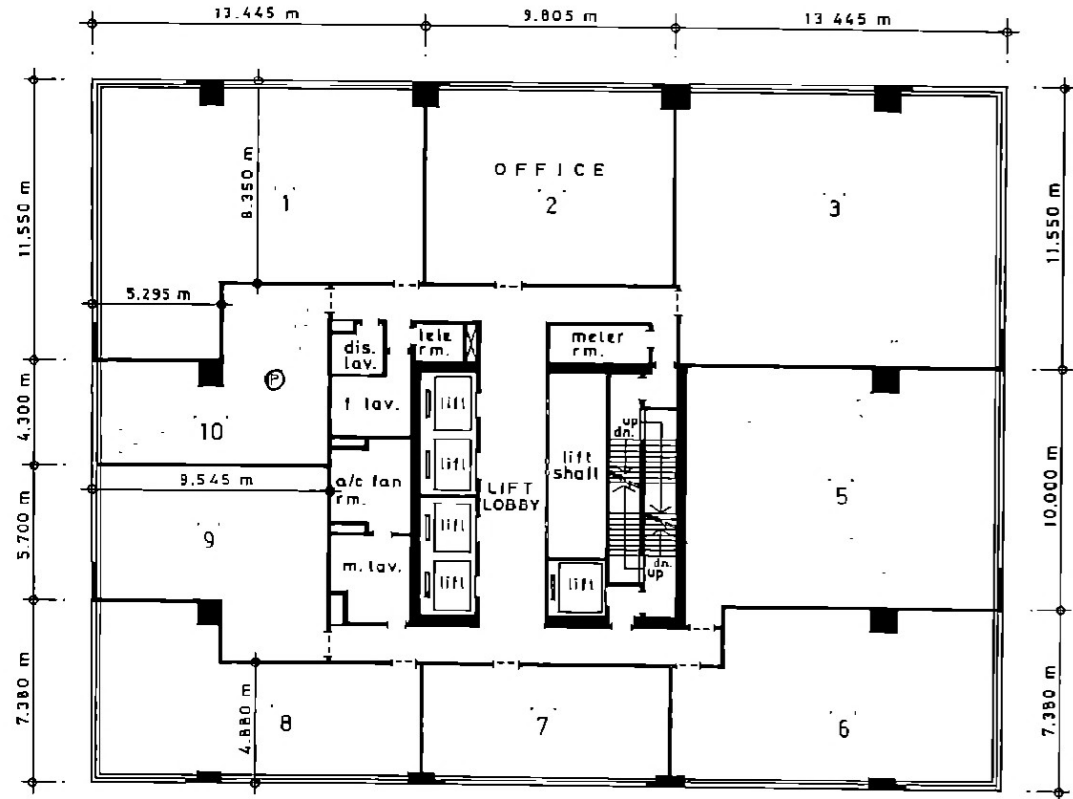 13.445 m
9.805 m
13 445 m
8.350 m
11.550 m
OFFICE
1
2
3
11.550 m
5.295 m
tele
rm.
meter
rm.
dis.
lav.
P
f lav.
lift
up
dn.
4.300 m
10
lift
shaft
lift
9.545 m
a/c fan
rm.
LIFT
LOBBY
5
10.000 m
5.700 m
9
lift
m. lav.
lift
lift
dn.
up
7.380 m
4.880 m
8
7
6
7.380 m